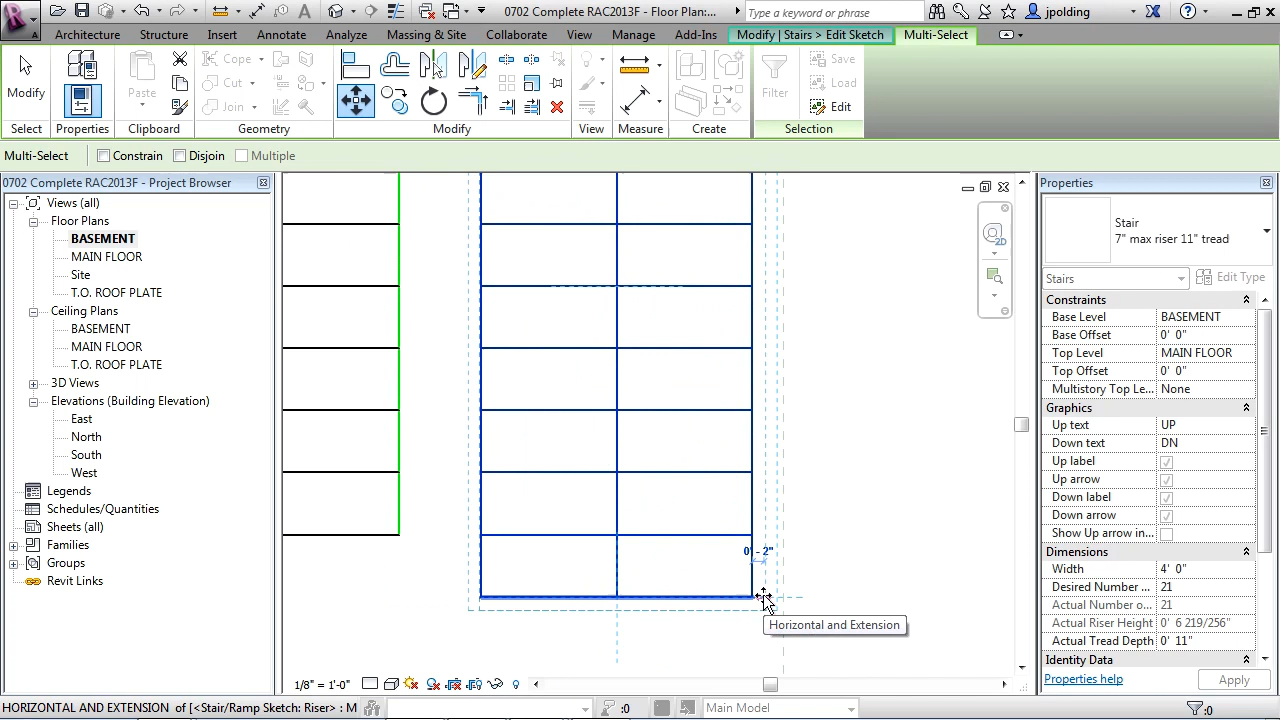 0702 Complete RAC2013F - Floor Plan:...
Type a keyword or phrase
jpolding
Architecture Structure Insert Annotate Analyze Massing & Site Collaborate View Manage Add-Ins Modify | Stairs > Edit Sketch Multi-Select
Modify
Paste
Cope
Cut
Join
Filter
Save
Load
Edit
Select Properties Clipboard Geometry Modify View Measure Create Selection
Multi-Select Constrain Disjoin Multiple
0702 Complete RAC2013F - Project Browser
Views (all)
Floor Plans
BASEMENT
MAIN FLOOR
Site
T.O. ROOF PLATE
Ceiling Plans
BASEMENT
MAIN FLOOR
T.O. ROOF PLATE
3D Views
Elevations (Building Elevation)
East
North
South
West
Legends
Schedules/Quantities
Sheets (all)
Families
Groups
Revit Links
2D
0' - 2"
Horizontal and Extension
1/8" = 1'-0"
Properties
Stair
7" max riser 11" tread
Stairs Edit Type
Constraints
Base Level BASEMENT
Base Offset 0' 0"
Top Level MAIN FLOOR
Top Offset 0' 0"
Multistory Top Le... None
Graphics
Up text UP
Down text DN
Up label
Up arrow
Down label
Down arrow
Show Up arrow in...
Dimensions
Width 4' 0"
Desired Number ... 21
Actual Number o... 21
Actual Riser Height 0' 6 219/256"
Actual Tread Depth 0' 11"
Identity Data
Properties help Apply
HORIZONTAL AND EXTENSION of [<Stair/Ramp Sketch: Riser> : M
:0
Main Model
:0